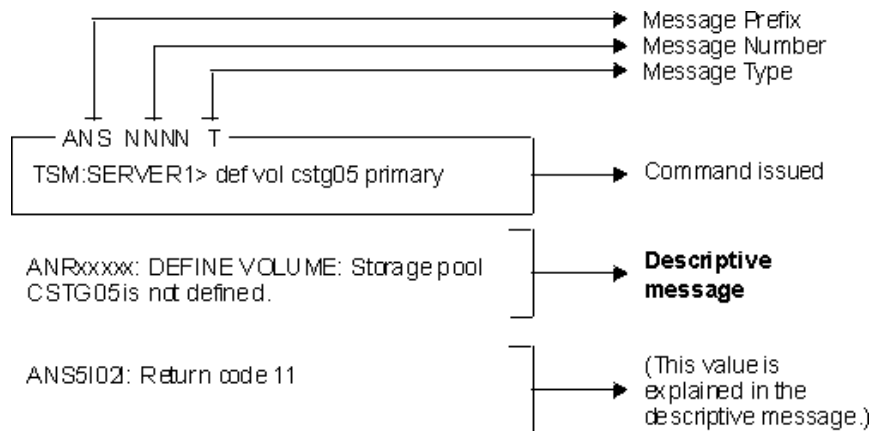 Message Prefix
Message Number
Message Type
ANS NNNN T
TSM:SERVER1> def vol cstg05 primary
Command issued
ANRxxxxx: DEFINE VOLUME: Storage pool
CSTG05 is not defined.
Descriptive
message
ANS5102I: Return code 11
(This value is
explained in the
descriptive message.)